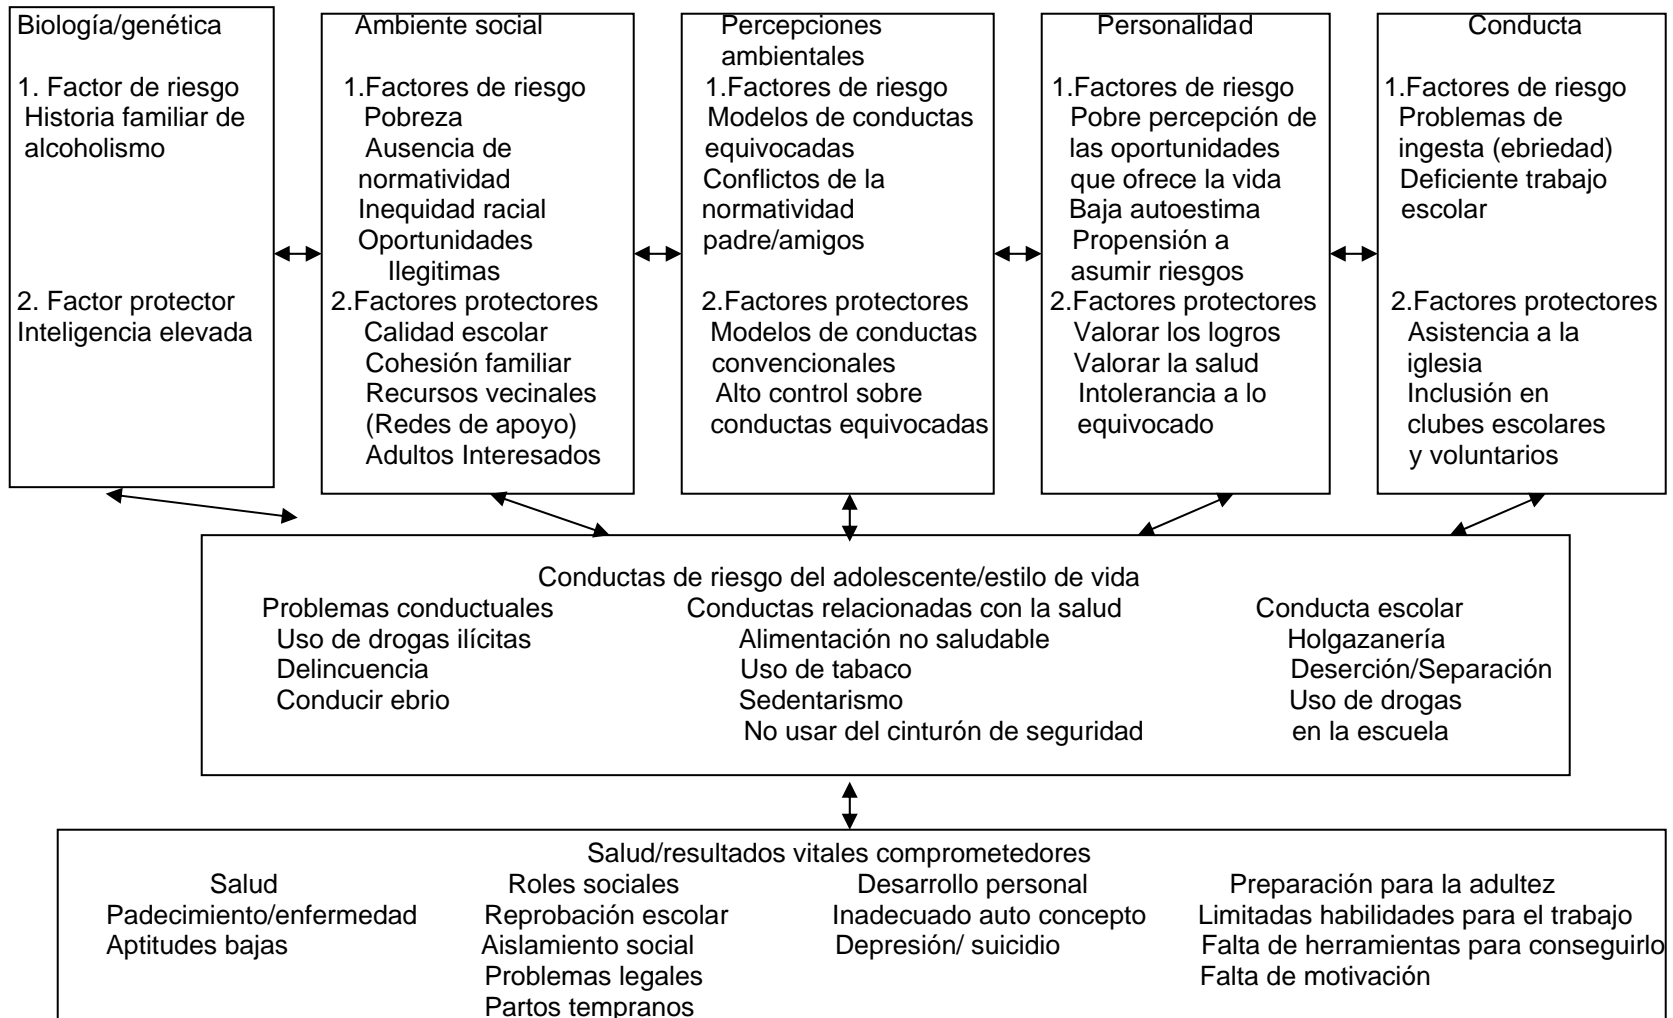 Biología/genética
1. Factor de riesgo
Historia familiar de
alcoholismo
2. Factor protector
Inteligencia elevada
Ambiente social
1.Factores de riesgo
Pobreza
Ausencia de
normatividad
Inequidad racial
Oportunidades
Ilegitimas
2.Factores protectores
Calidad escolar
Cohesión familiar
Recursos vecinales
(Redes de apoyo)
Adultos Interesados
Percepciones
ambientales
1.Factores de riesgo
Modelos de conductas
equivocadas
Conflictos de la
normatividad
padre/amigos
2.Factores protectores
Modelos de conductas
convencionales
Alto control sobre
conductas equivocadas
Personalidad
1.Factores de riesgo
Pobre percepción de
las oportunidades
que ofrece la vida
Baja autoestima
Propensión a
asumir riesgos
2.Factores protectores
Valorar los logros
Valorar la salud
Intolerancia a lo
equivocado
Conducta
1.Factores de riesgo
Problemas de
ingesta (ebriedad)
Deficiente trabajo
escolar
2.Factores protectores
Asistencia a la
iglesia
Inclusión en
clubes escolares
y voluntarios
Conductas de riesgo del adolescente/estilo de vida
Problemas conductuales
Uso de drogas ilícitas
Delincuencia
Conducir ebrio
Conductas relacionadas con la salud
Alimentación no saludable
Uso de tabaco
Sedentarismo
No usar del cinturón de seguridad
Conducta escolar
Holgazanería
Deserción/Separación
Uso de drogas
en la escuela
Salud/resultados vitales comprometedores
Salud
Padecimiento/enfermedad
Aptitudes bajas
Roles sociales
Reprobación escolar
Aislamiento social
Problemas legales
Partos tempranos
Desarrollo personal
Inadecuado auto concepto
Depresión/ suicidio
Preparación para la adultez
Limitadas habilidades para el trabajo
Falta de herramientas para conseguirlo
Falta de motivación